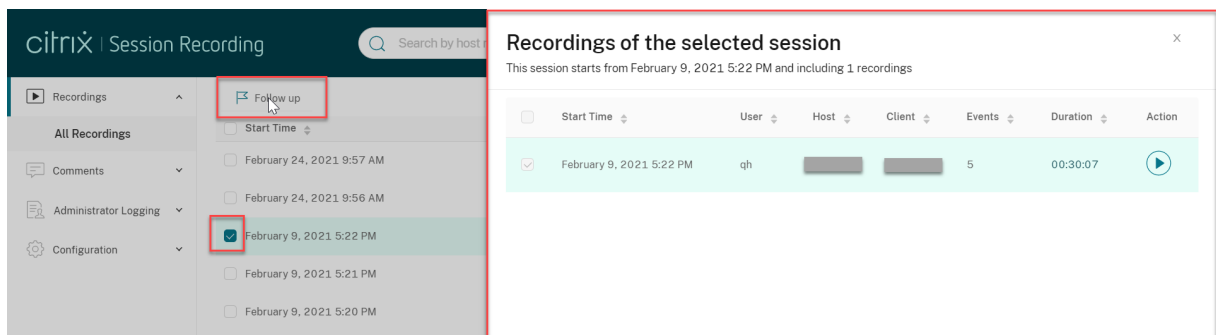 citrix | Session Recording
Search by host
Recordings
All Recordings
Comments
Administrator Logging
Configuration
Follow up
Start Time
February 24, 2021 9:57 AM
February 24, 2021 9:56 AM
February 9, 2021 5:22 PM
February 9, 2021 5:21 PM
February 9, 2021 5:20 PM
Recordings of the selected session
This session starts from February 9, 2021 5:22 PM and including 1 recordings
Start Time User Host Client Events Duration Action
February 9, 2021 5:22 PM qh 5 00:30:07